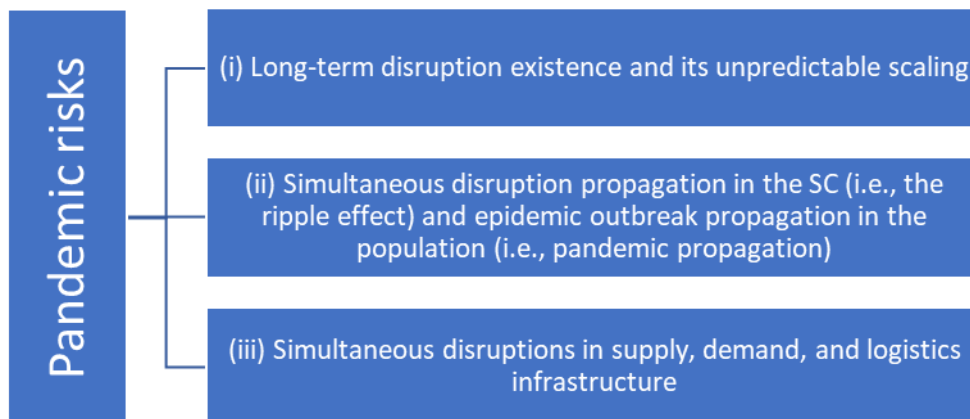 Pandemic risks
(i) Long-term disruption existence and its unpredictable scaling
(ii) Simultaneous disruption propagation in the SC (i.e., the
ripple effect) and epidemic outbreak propagation in the
population (i.e., pandemic propagation)
(iii) Simultaneous disruptions in supply, demand, and logistics
infrastructure